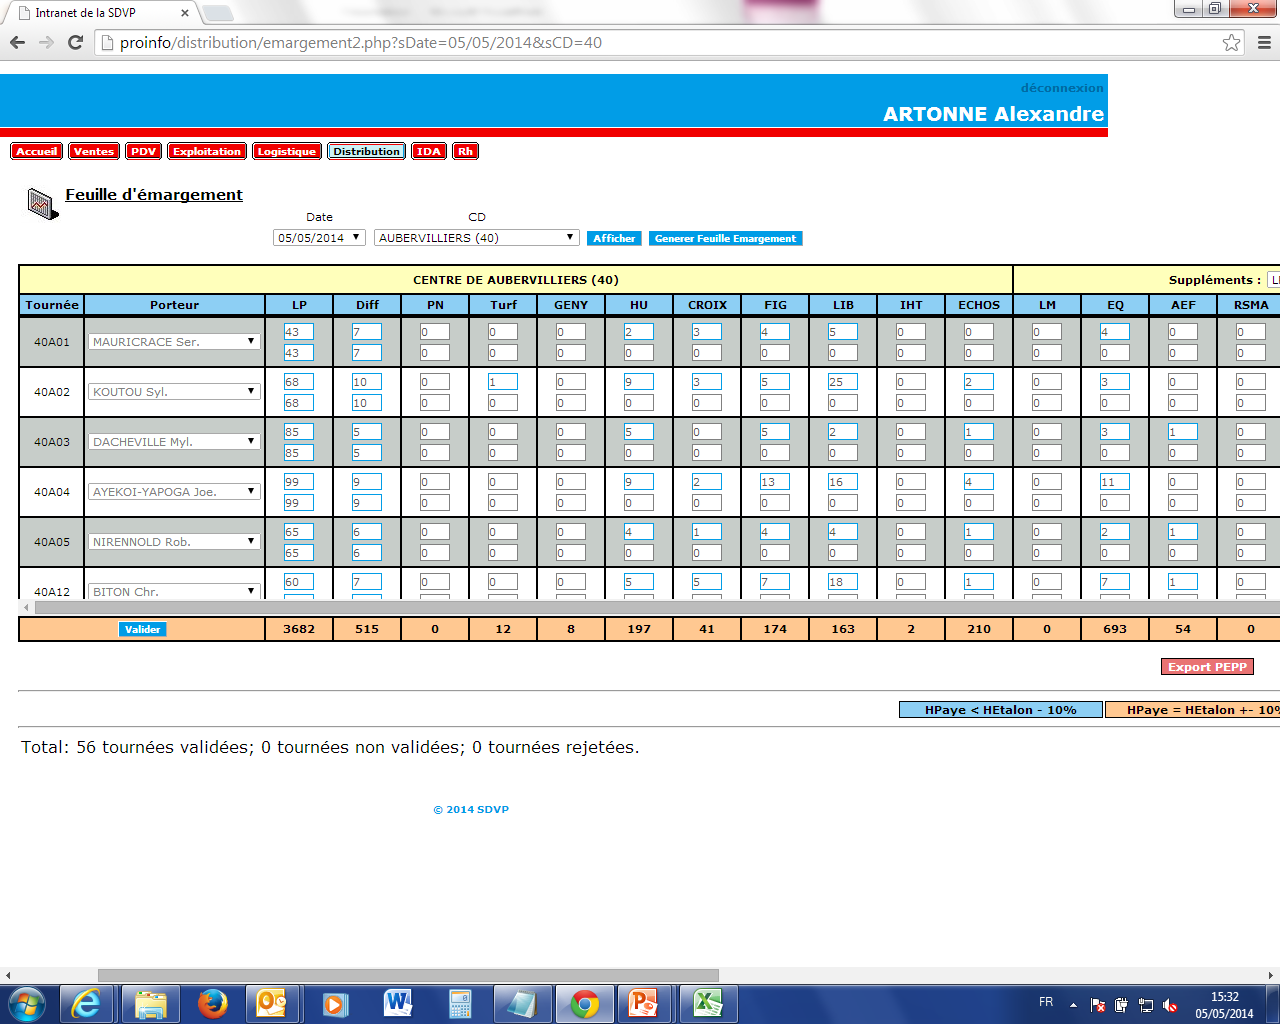 Intranet de la SDVP
proinfo/distribution/emargement2.php?sDate=05/05/2014&sCD=40
déconnexion
ARTONNE Alexandre
Accueil Ventes PDV Exploitation Logistique Distribution IDA Rh
Feuille d'émargement
Date CD
05/05/2014 AUBERVILLIERS (40) Afficher Generer Feuille Emargement
CENTRE DE AUBERVILLIERS (40) Suppléments :
Tournée Porteur LP Diff PN Turf GENY HU CROIX FIG LIB IHT ECHOS LM EQ AEF RSMA
40A01 MAURICRACE Ser. 43 7 0 0 0 2 3 4 5 0 0 0 4 0 0
43 7 0 0 0 0 0 0 0 0 0 0 0 0 0
40A02 KOUTOU Syl. 68 10 0 1 0 9 3 5 25 0 2 0 3 0 0
68 10 0 0 0 0 0 0 0 0 0 0 0 0 0
40A03 DACHEVILLE Myl. 85 5 0 0 0 5 0 5 2 0 1 0 3 1 0
85 5 0 0 0 0 0 0 0 0 0 0 0 0 0
40A04 AYEKOI-YAPOGA Joe. 99 9 0 0 0 9 2 13 16 0 4 0 11 0 0
99 9 0 0 0 0 0 0 0 0 0 0 0 0 0
40A05 NIRENNOLD Rob. 65 6 0 0 0 4 1 4 4 0 1 0 2 1 0
65 6 0 0 0 0 0 0 0 0 0 0 0 0 0
40A12 BITON Chr. 60 7 0 0 0 5 5 7 18 0 1 0 7 1 0
Valider 3682 515 0 12 8 197 41 174 163 2 210 0 693 54 0
Export PEPP
HPaye < HEtalon - 10% HPaye = HEtalon +- 10%
Total: 56 tournées validées; 0 tournées non validées; 0 tournées rejetées.
© 2014 SDVP
FR 15:32
05/05/2014